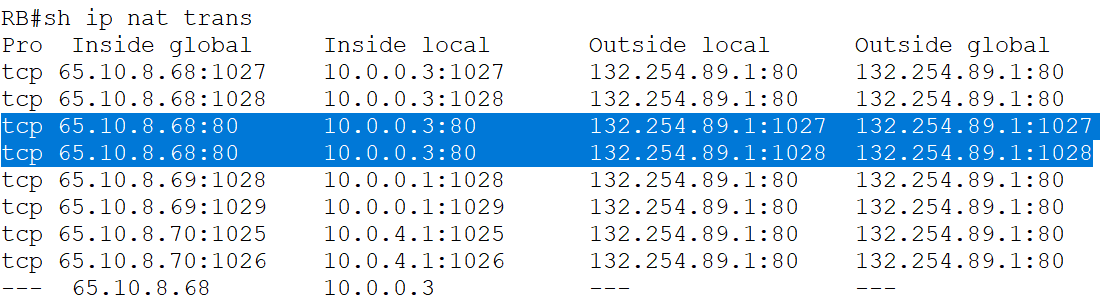 RB#sh ip nat trans
Pro  Inside global      Inside local       Outside local      Outside global
tcp 65.10.8.68:1027    10.0.0.3:1027      132.254.89.1:80    132.254.89.1:80
tcp 65.10.8.68:1028    10.0.0.3:1028      132.254.89.1:80    132.254.89.1:80
tcp 65.10.8.68:80      10.0.0.3:80        132.254.89.1:1027  132.254.89.1:1027
tcp 65.10.8.68:80      10.0.0.3:80        132.254.89.1:1028  132.254.89.1:1028
tcp 65.10.8.69:1028    10.0.0.1:1028      132.254.89.1:80    132.254.89.1:80
tcp 65.10.8.69:1029    10.0.0.1:1029      132.254.89.1:80    132.254.89.1:80
tcp 65.10.8.70:1025    10.0.4.1:1025      132.254.89.1:80    132.254.89.1:80
tcp 65.10.8.70:1026    10.0.4.1:1026      132.254.89.1:80    132.254.89.1:80
---  65.10.8.68        10.0.0.3           ---                ---